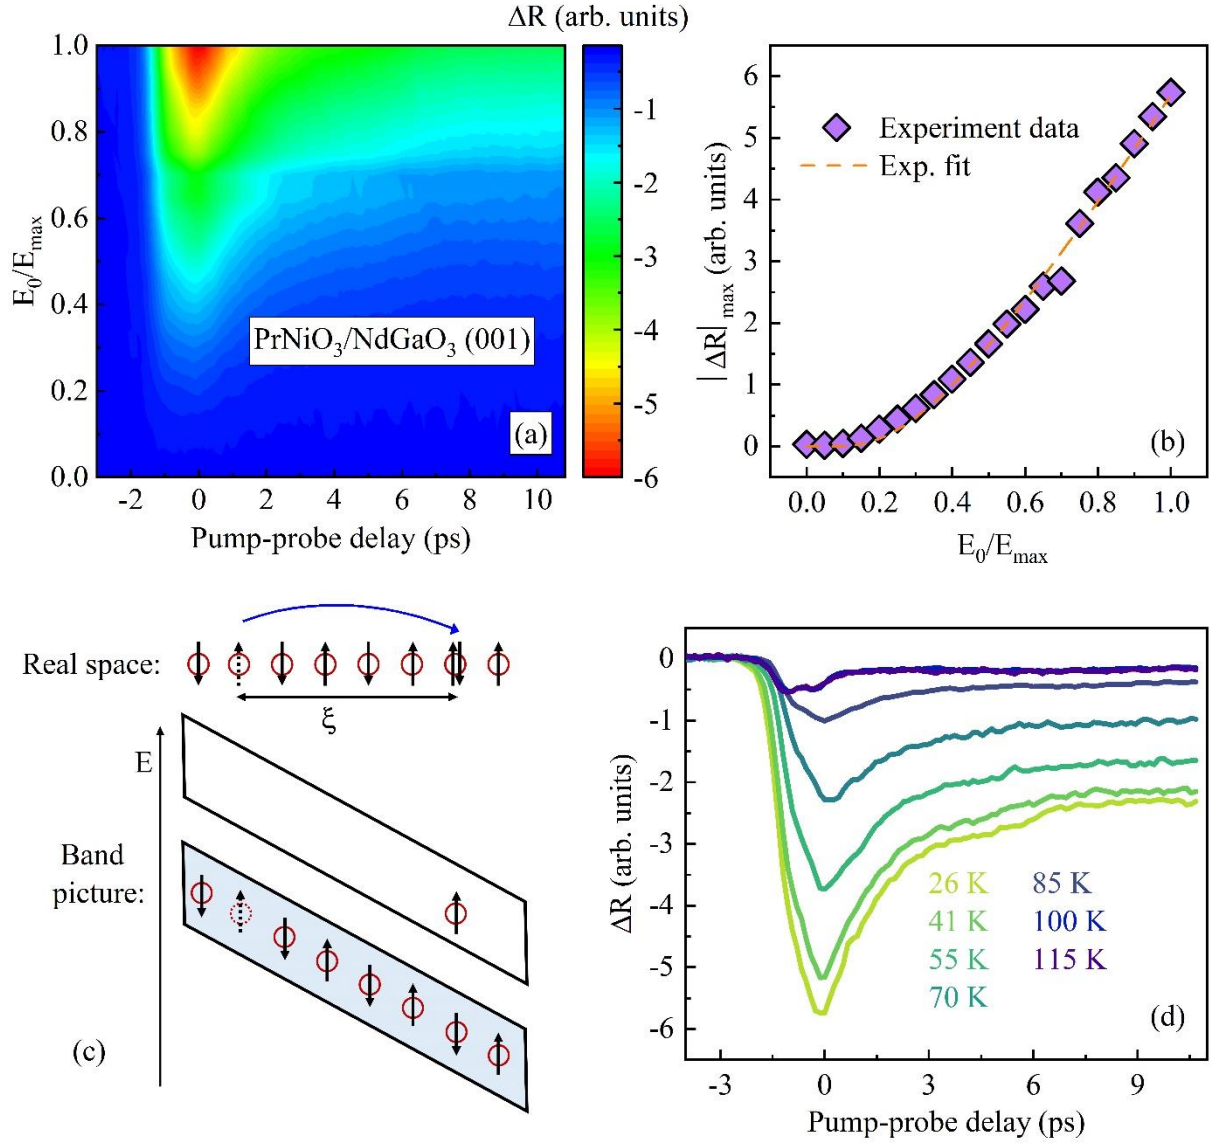 ΔR (arb. units)
1.0
0.8
0.6
0.4
0.2
0.0
E₀/Eₘₐₓ
-2
0
2
4
6
8
10
Pump-probe delay (ps)
PrNiO₃/NdGaO₃ (001)
(a)
-1
-2
-3
-4
-5
-6
6
5
4
3
2
1
0
|ΔR|ₘₐₓ (arb. units)
Experiment data
Exp. fit
(b)
0.0
0.2
0.4
0.6
0.8
1.0
E₀/Eₘₐₓ
Real space:
ξ
E
Band
picture:
(c)
0
-1
-2
-3
-4
-5
-6
ΔR (arb. units)
26 K
85 K
41 K
100 K
55 K
115 K
70 K
(d)
-3
0
3
6
9
Pump-probe delay (ps)